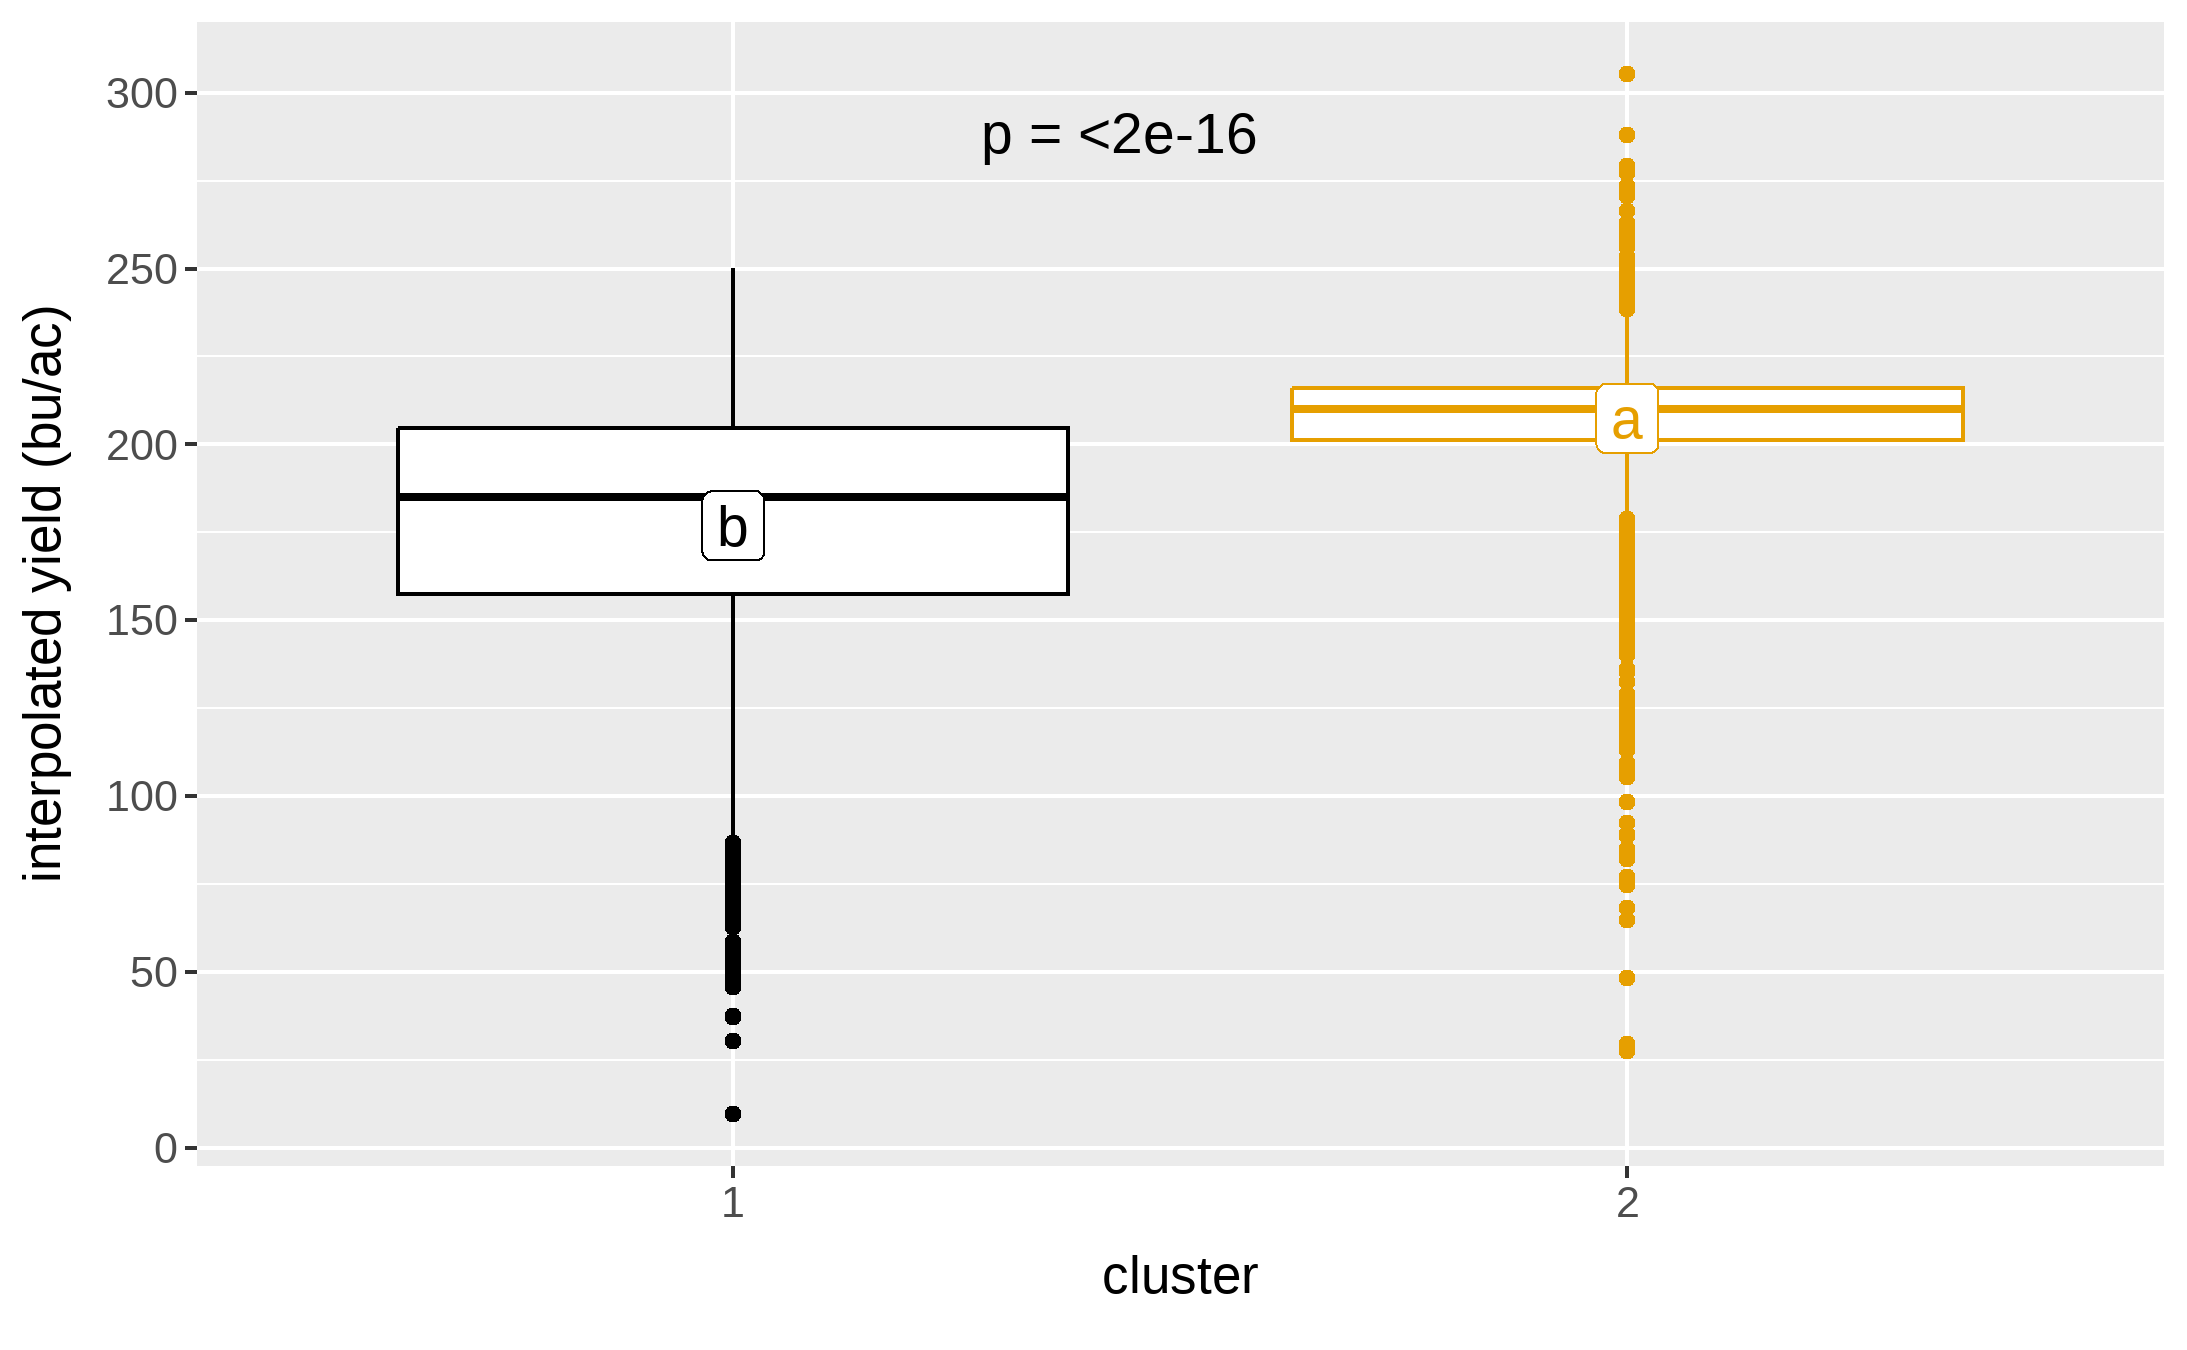 300
p = <2e-16
250
a
200
b
150
100
50
0
interpolated yield (bu/ac)
1
2
cluster